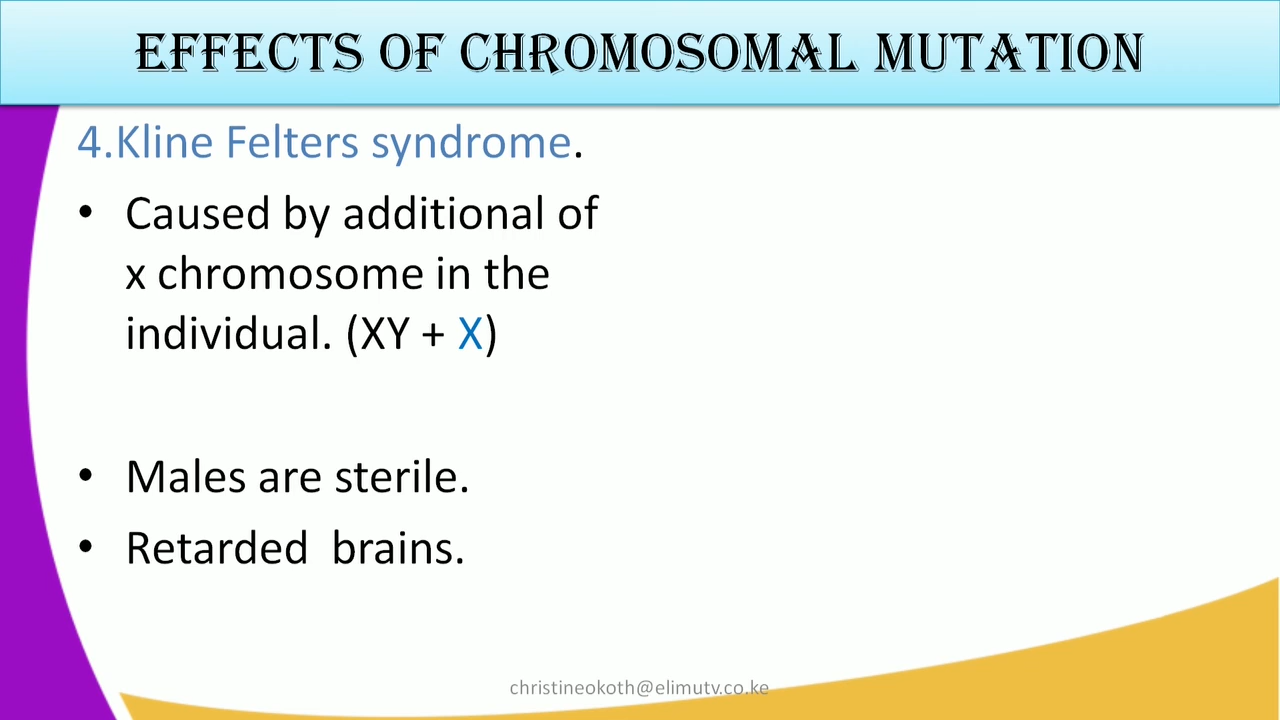 EFFECTS OF CHROMOSOMAL MUTATION
4.Kline Felters syndrome.
• Caused by additional of
x chromosome in the
individual. (XY + X)
• Males are sterile.
• Retarded brains.
christineokoth@elimutv.co.ke